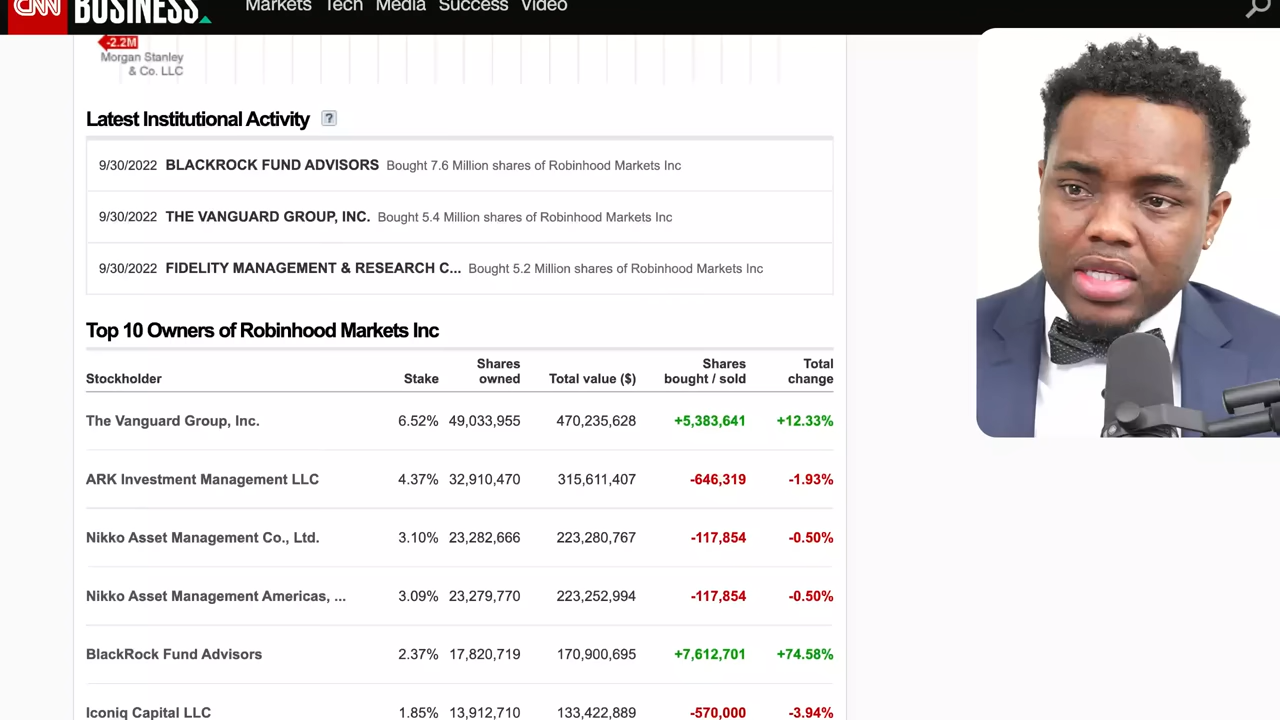 CNN BUSINESS Markets Tech Media Success Video
-2.2M
Morgan Stanley
& Co. LLC
Latest Institutional Activity ?
9/30/2022 BLACKROCK FUND ADVISORS Bought 7.6 Million shares of Robinhood Markets Inc
9/30/2022 THE VANGUARD GROUP, INC. Bought 5.4 Million shares of Robinhood Markets Inc
9/30/2022 FIDELITY MANAGEMENT & RESEARCH C... Bought 5.2 Million shares of Robinhood Markets Inc
Top 10 Owners of Robinhood Markets Inc
Stockholder Stake Shares owned Total value ($) Shares bought / sold Total change
The Vanguard Group, Inc. 6.52% 49,033,955 470,235,628 +5,383,641 +12.33%
ARK Investment Management LLC 4.37% 32,910,470 315,611,407 -646,319 -1.93%
Nikko Asset Management Co., Ltd. 3.10% 23,282,666 223,280,767 -117,854 -0.50%
Nikko Asset Management Americas, ... 3.09% 23,279,770 223,252,994 -117,854 -0.50%
BlackRock Fund Advisors 2.37% 17,820,719 170,900,695 +7,612,701 +74.58%
Iconiq Capital LLC 1.85% 13,912,710 133,422,889 -570,000 -3.94%